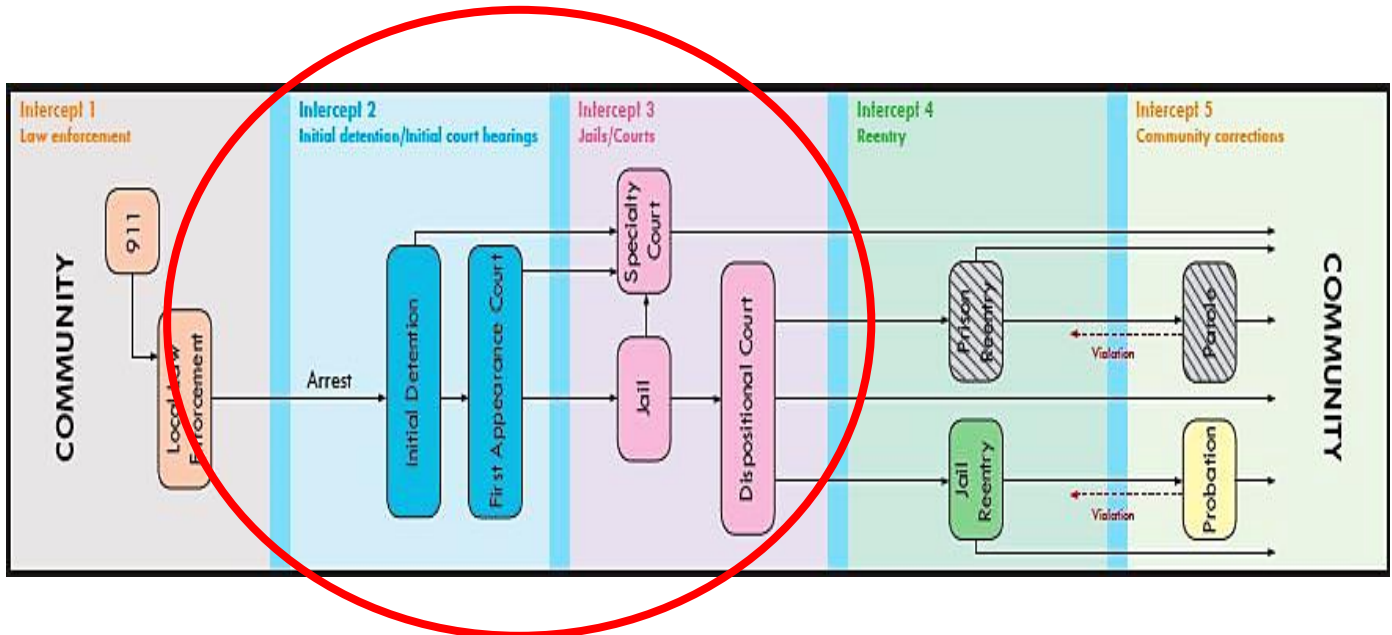 Intercept 1
Law enforcement
Intercept 2
Initial detention/Initial court hearings
Intercept 3
Jails/Courts
Intercept 4
Reentry
Intercept 5
Community corrections
COMMUNITY
911
Local Law
Enforcement
Arrest
Initial Detention
First Appearance Court
Specialty
Court
Jail
Dispositional Court
Prison
Reentry
Violation
Parole
Jail
Reentry
Violation
Probation
COMMUNITY